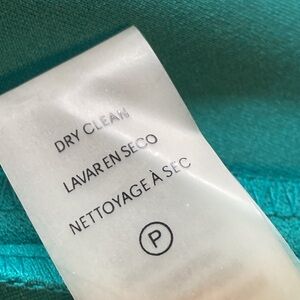 DRY CLEAN
LAVAR EN SECO
NETTOYAGE À SEC
P